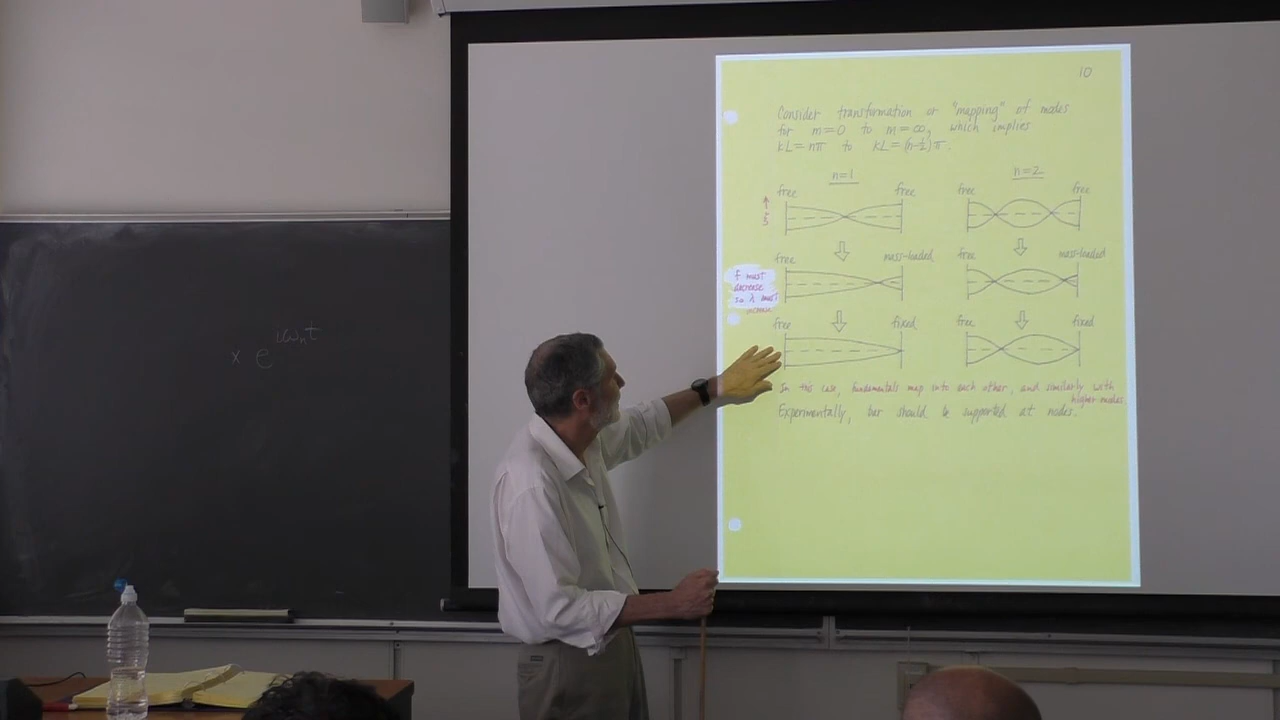 10
Consider transformation or "mapping" of modes
for m=0 to m=∞, which implies
kL=nπ to kL=(n-½)π.
n=1 n=2
free free free free
ξ
free mass-loaded free mass-loaded
f must
decrease
so λ must
increase
free fixed free fixed
In this case, fundamentals map into each other, and similarly with
higher modes.
Experimentally, bar should be supported at nodes.
x e^iωnt